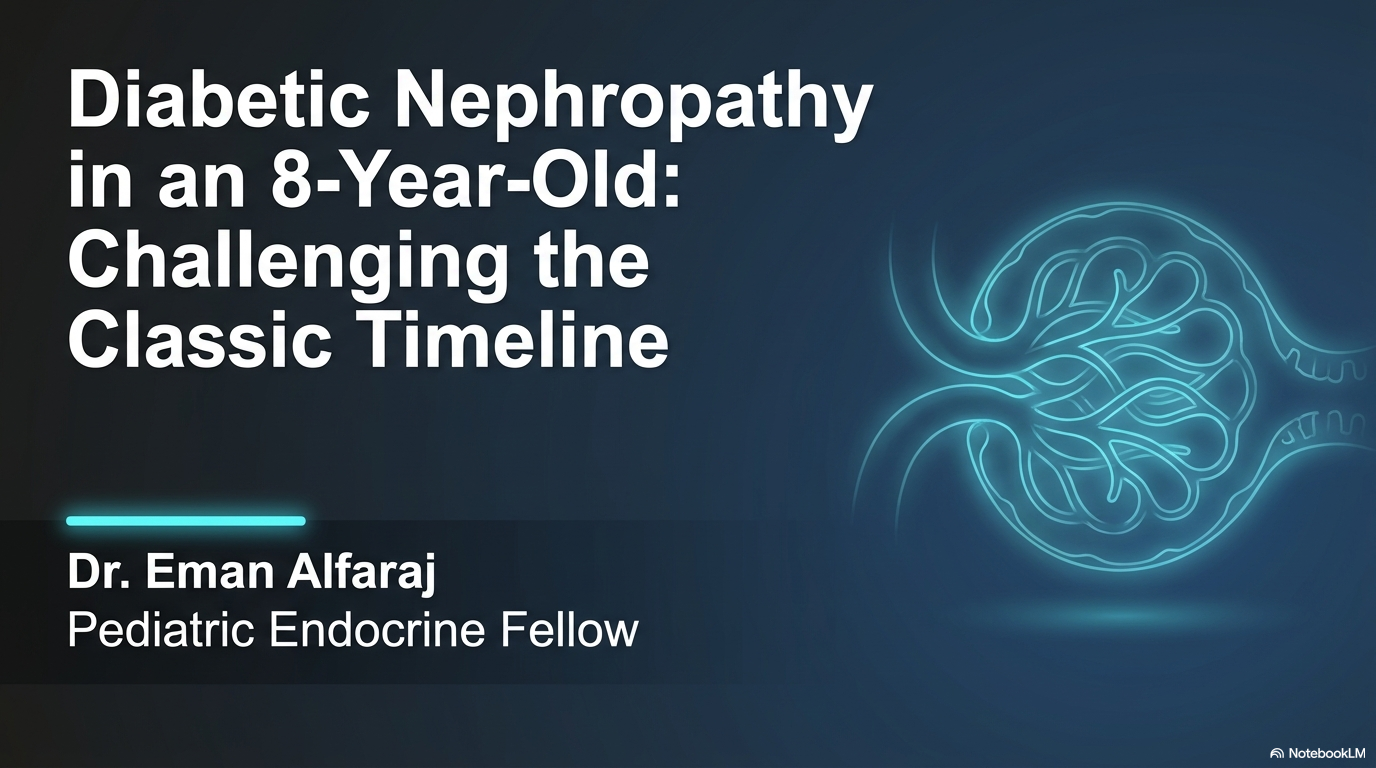 Diabetic Nephropathy
in an 8-Year-Old:
Challenging the
Classic Timeline
Dr. Eman Alfaraj
Pediatric Endocrine Fellow
NotebookLM